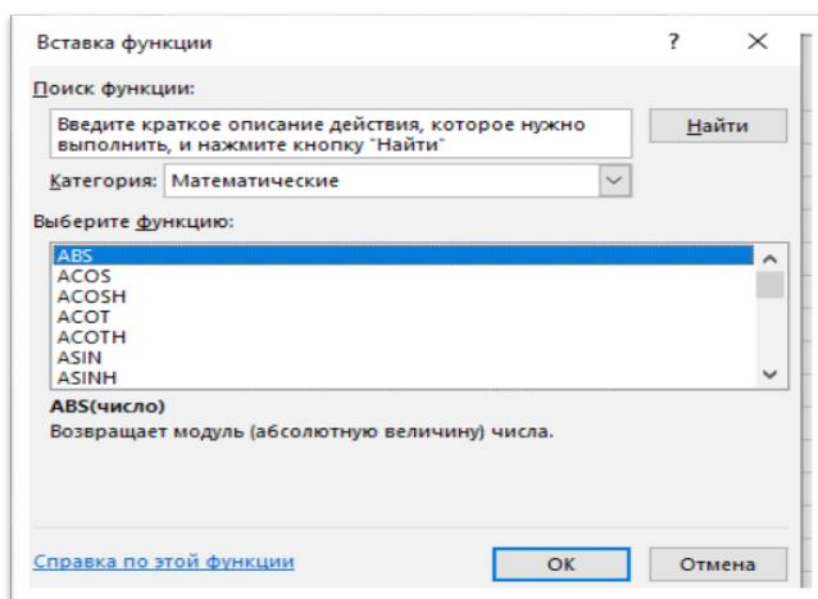 Вставка функции
?
Поиск функции:
Введите краткое описание действия, которое нужно
выполнить, и нажмите кнопку "Найти"
Найти
Категория: Математические
Выберите функцию:
ABS
ACOS
ACOSH
ACOT
ACOTH
ASIN
ASINH
ABS(число)
Возвращает модуль (абсолютную величину) числа.
Справка по этой функции
ОК
Отмена